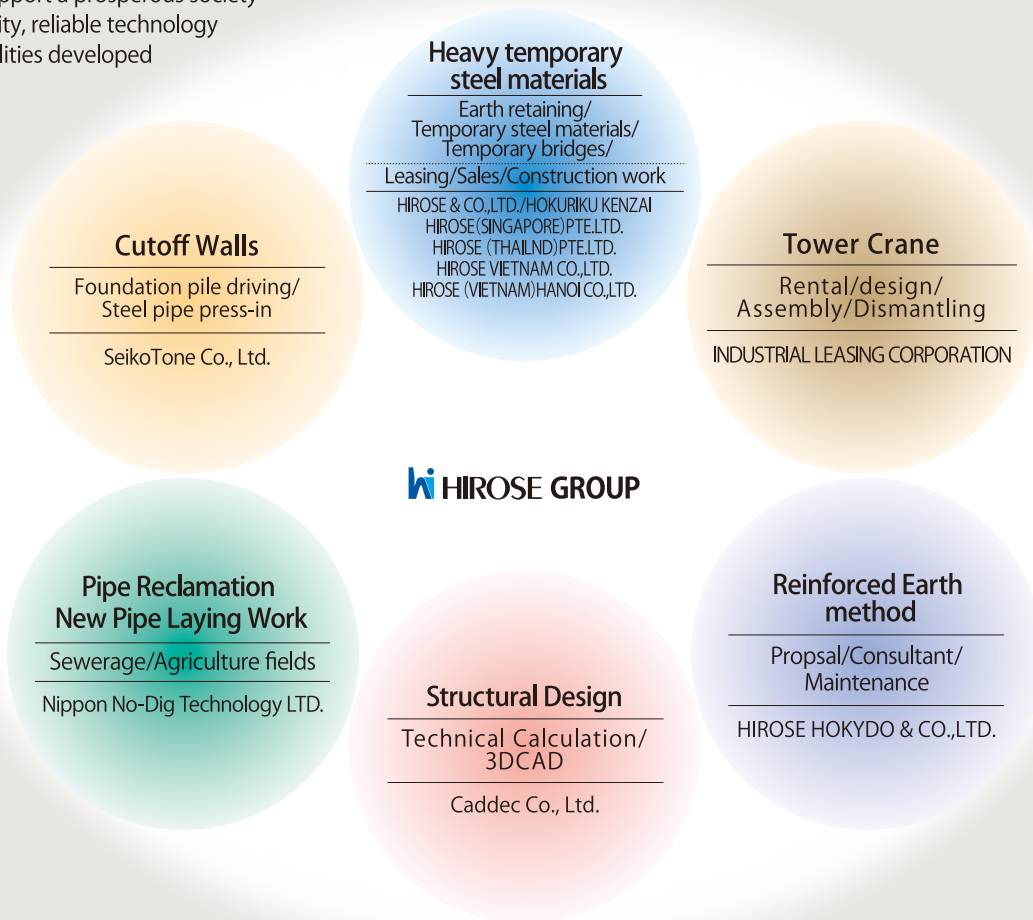 pport a prosperous society
ity, reliable technology
lities developed
Heavy temporary
steel materials
Earth retaining/
Temporary steel materials/
Temporary bridges/
Leasing/Sales/Construction work
HIROSE & CO.,LTD./HOKURIKU KENZAI
HIROSE(SINGAPORE)PTE.LTD.
HIROSE (THAILND)PTE.LTD.
HIROSE VIETNAM CO.,LTD.
HIROSE (VIETNAM)HANOI CO.,LTD.
Cutoff Walls
Foundation pile driving/
Steel pipe press-in
SeikoTone Co., Ltd.
Tower Crane
Rental/design/
Assembly/Dismantling
INDUSTRIAL LEASING CORPORATION
hi HIROSE GROUP
Pipe Reclamation
New Pipe Laying Work
Sewerage/Agriculture fields
Nippon No-Dig Technology LTD.
Structural Design
Technical Calculation/
3DCAD
Caddec Co., Ltd.
Reinforced Earth
method
Propsal/Consultant/
Maintenance
HIROSE HOKYDO & CO.,LTD.